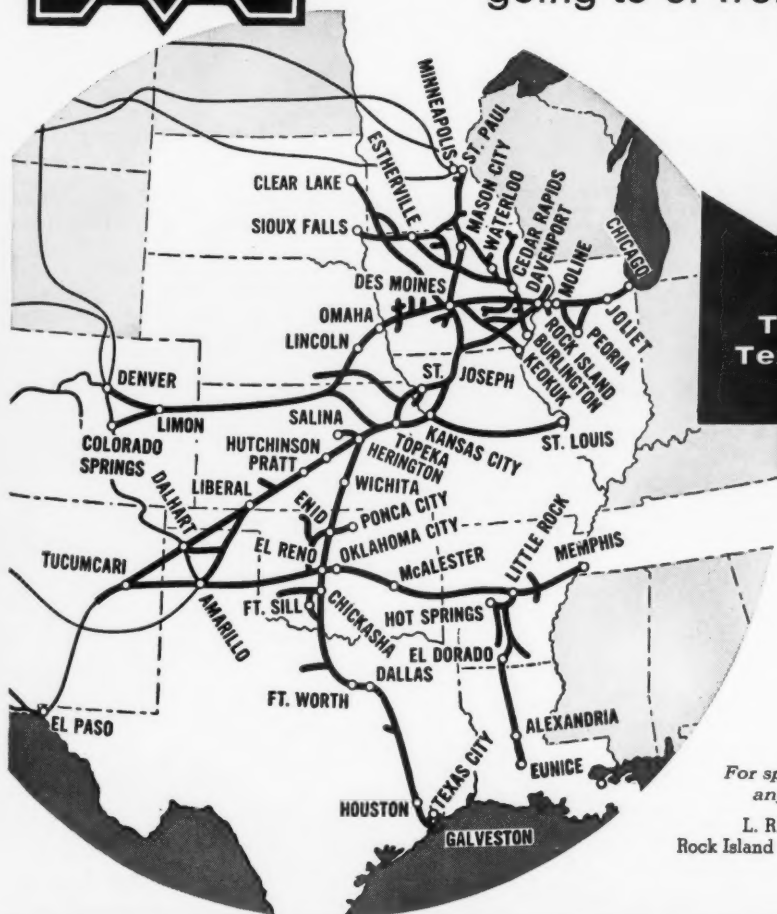 going to or
MINNEAPOLIS
ST. PAUL
MASON CITY
WATERLOO
CEDAR RAPIDS
DAVENPORT
MOLINE
CHICAGO
CLEAR LAKE
ESTHERVILLE
SIOUX FALLS
DES MOINES
OMAHA
LINCOLN
JOLIET
PEORIA
ROCK ISLAND
BURLINGTON
KEOKUK
T
Te
DENVER
LIMON
COLORADO
SPRINGS
ST. JOSEPH
SALINA
HUTCHINSON
PRATT
TOPEKA
HERINGTON
KANSAS CITY
ST. LOUIS
WICHITA
LIBERAL
DALHART
ENID
PONCA CITY
TUCUMCARI
EL RENO
OKLAHOMA CITY
McALESTER
LITTLE ROCK
MEMPHIS
AMARILLO
FT. SILL
CHICKASHA
HOT SPRINGS
EL DORADO
DALLAS
FT. WORTH
EL PASO
ALEXANDRIA
EUNICE
HOUSTON
TEXAS CITY
GALVESTON
For sp
any
L. R
Rock Island